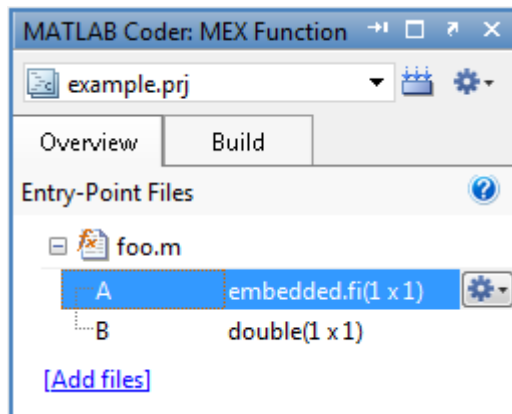 MATLAB Coder: MEX Function
example.prj
Overview Build
Entry-Point Files
foo.m
A embedded.fi(1 x 1)
B double(1 x 1)
[Add files]